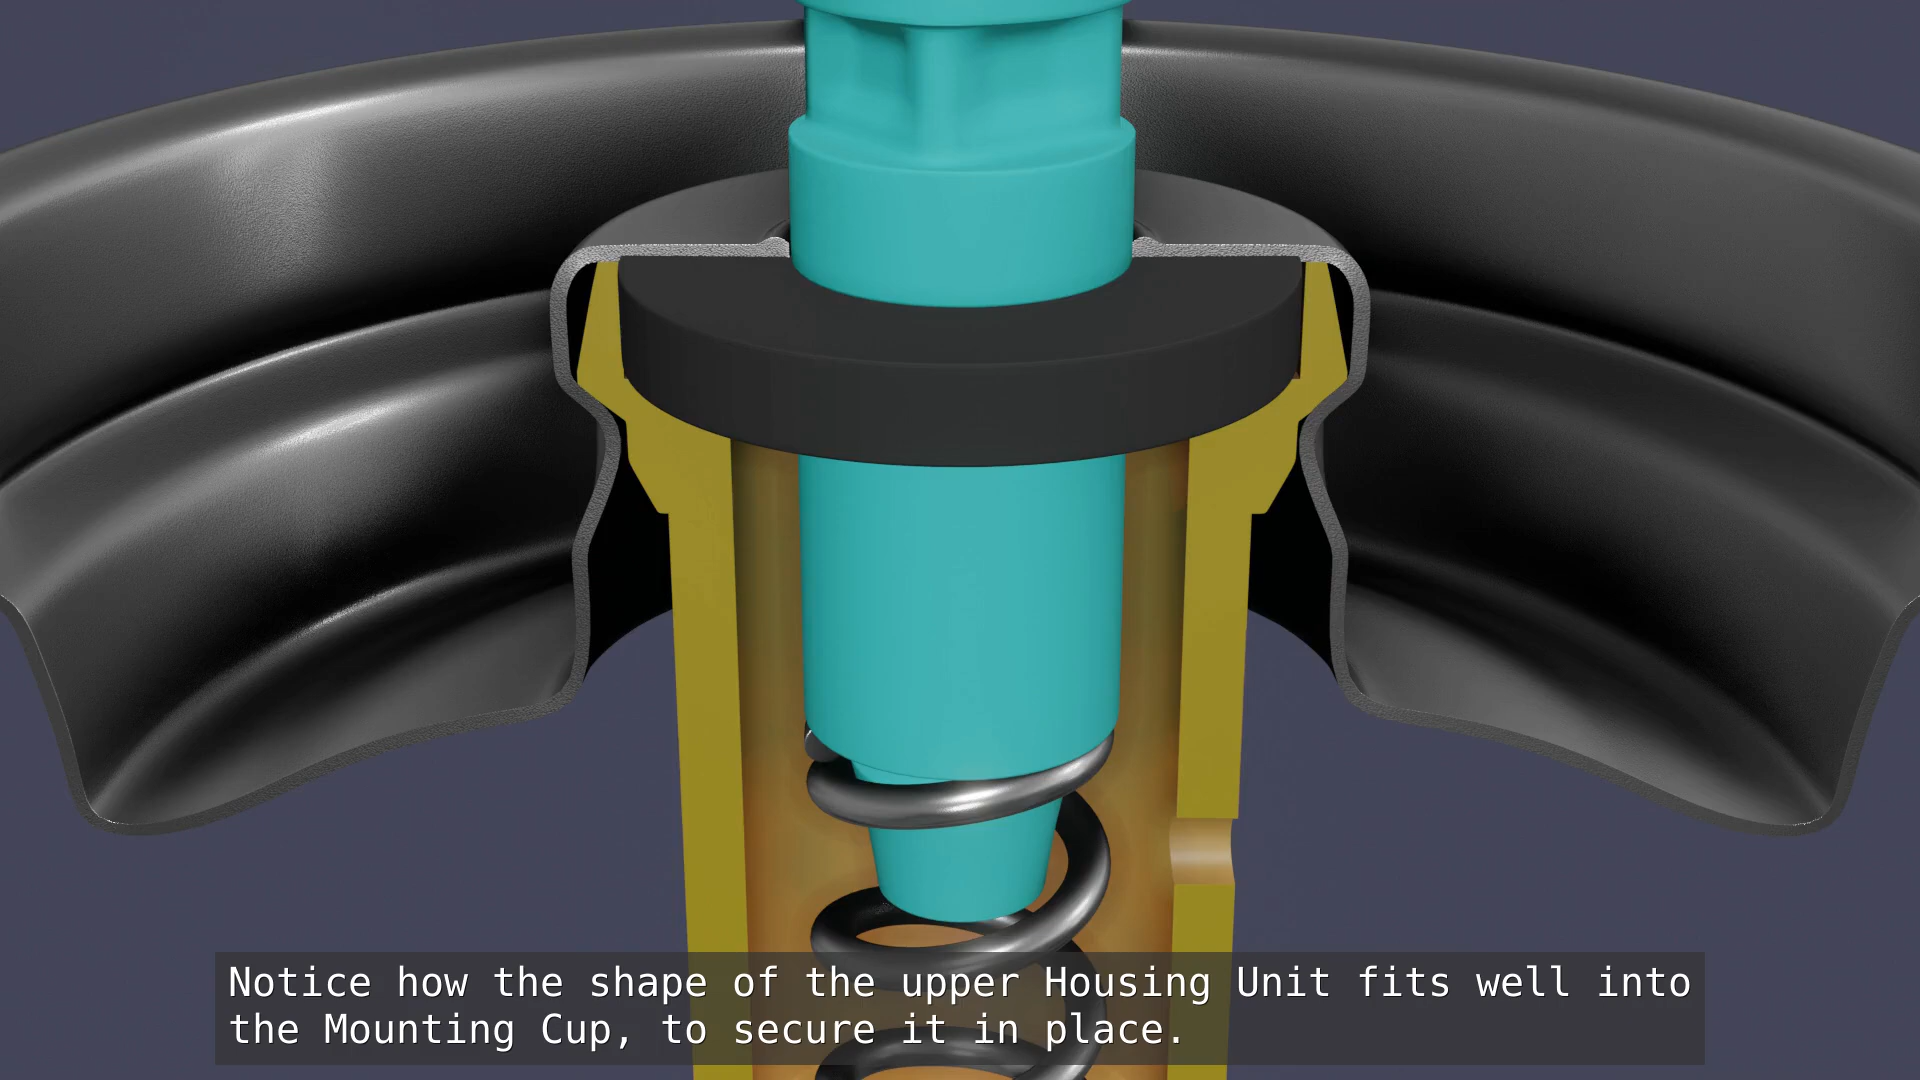 Notice how the shape of the upper Housing Unit fits well into
the Mounting Cup, to secure it in place.